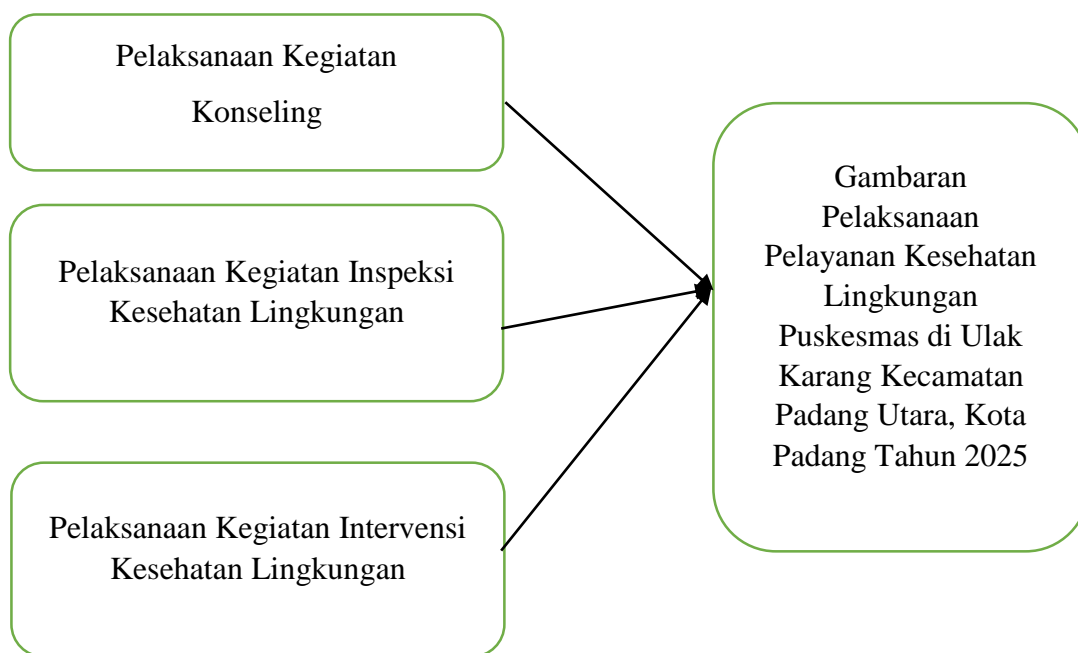 Pelaksanaan Kegiatan
Konseling
Pelaksanaan Kegiatan Inspeksi
Kesehatan Lingkungan
Pelaksanaan Kegiatan Intervensi
Kesehatan Lingkungan
Gambaran
Pelaksanaan
Pelayanan Kesehatan
Lingkungan
Puskesmas di Ulak
Karang Kecamatan
Padang Utara, Kota
Padang Tahun 2025